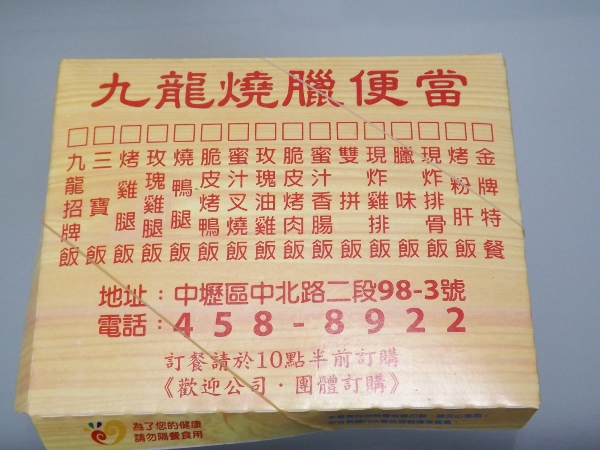 九龍燒臘便當
九龍招牌飯
三寶飯
烤雞腿飯
玫瑰雞腿飯
燒鴨腿飯
脆皮烤鴨飯
蜜汁叉燒飯
玫瑰油雞飯
脆皮烤肉飯
蜜汁香腸飯
雙拼飯
現炸雞排飯
臘味飯
現炸排骨飯
烤粉肝飯
金牌特餐
地址：中壢區中北路二段98-3號
電話：458-8922
訂餐請於10點半前訂購
《歡迎公司·團體訂購》
為了您的健康
請勿隔餐食用